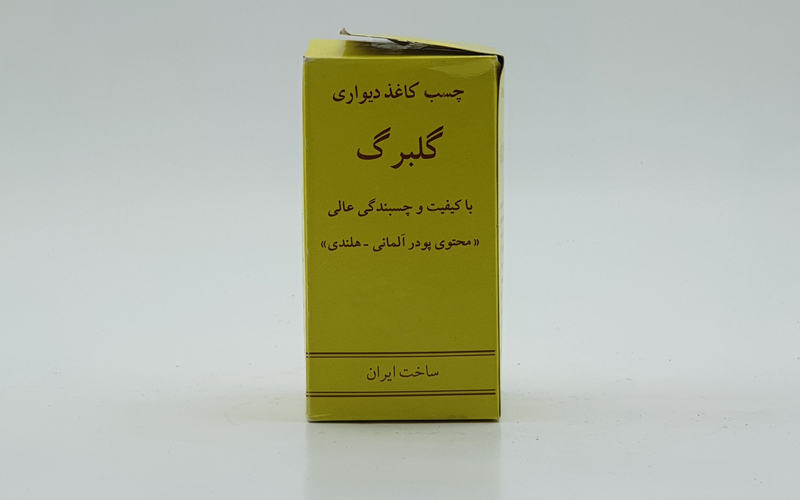 چسب کاغذ دیواری
گلبرگ
با کیفیت و چسبندگی عالی
«محتوی پودر آلمانی - هلندی»
ساخت ایران